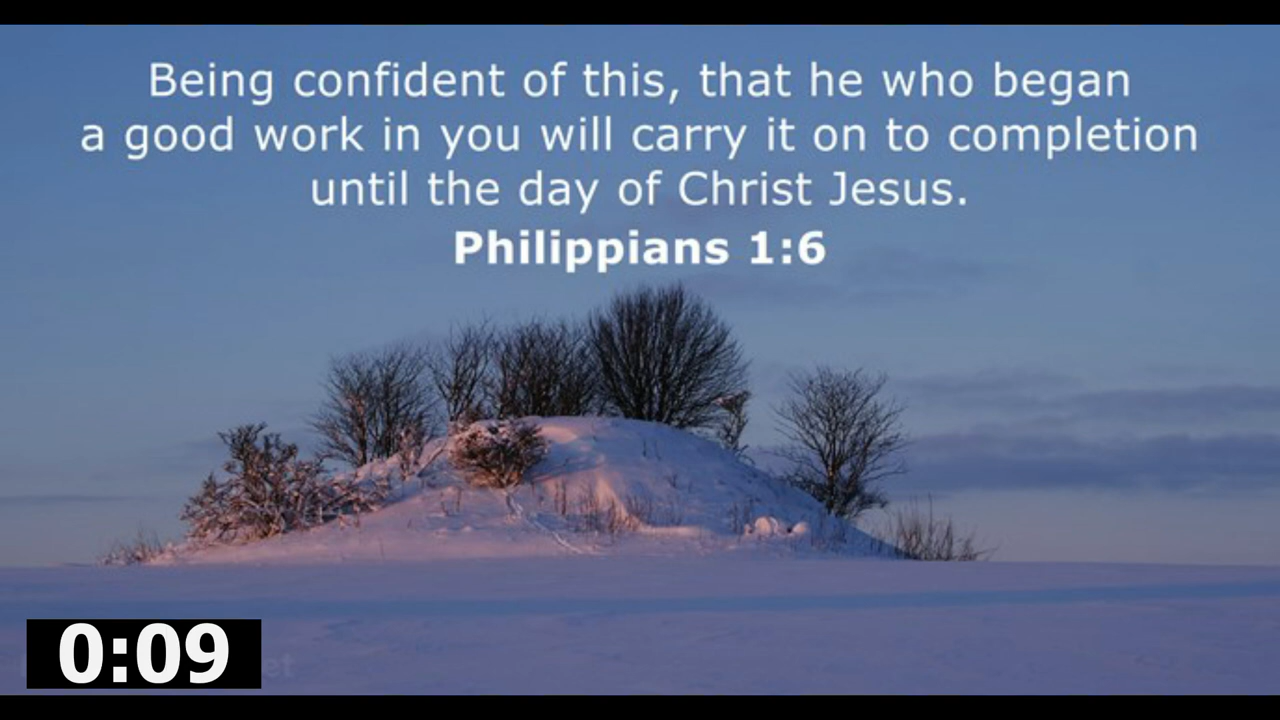 Being confident of this, that he who began
a good work in you will carry it on to completion
until the day of Christ Jesus.
Philippians 1:6
0:09